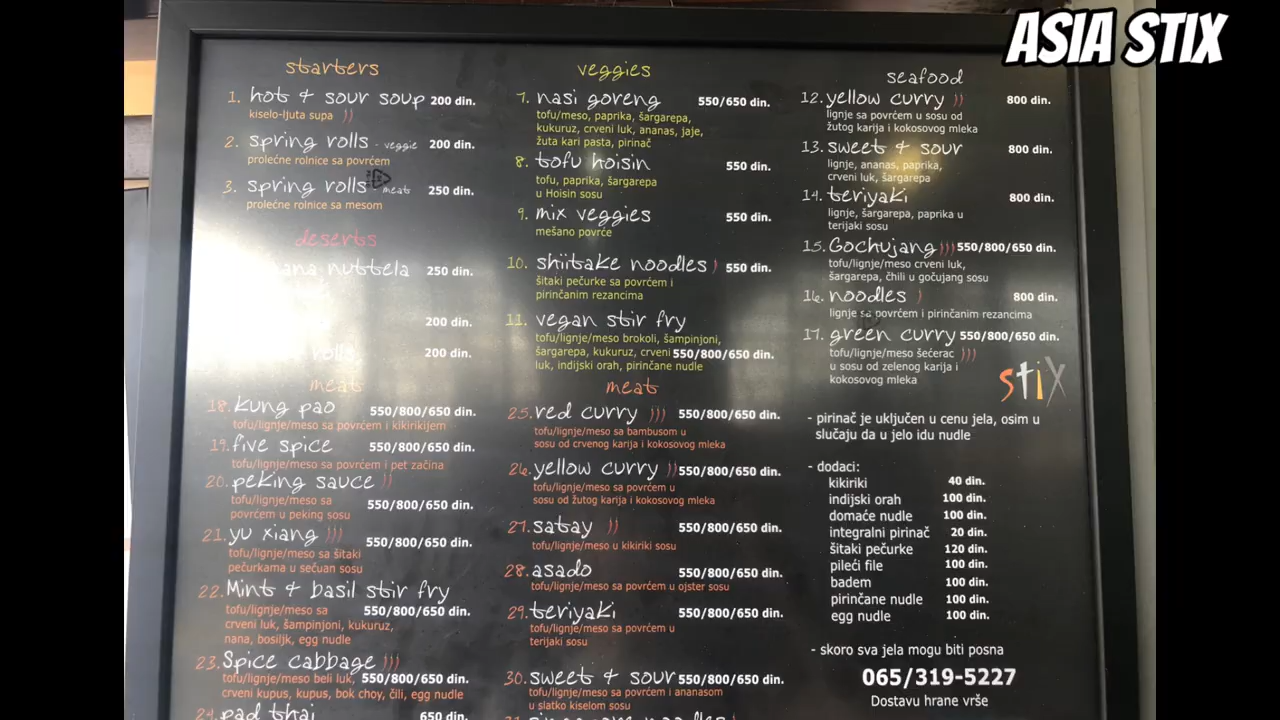 ASIA STIX
starters
1. hot & sour soup 200 din.
kiselo-ljuta supa ))
2. spring rolls - veggie 200 din.
prolećne rolnice sa povrćem
3. spring rolls - meat 250 din.
prolećne rolnice sa mesom
deserts
nuttela 250 din.
200 din.
rolls 200 din.
meats
18. kung pao 550/800/650 din.
tofu/lignje/meso sa povrćem i kikirikijem
19. five spice 550/800/650 din.
tofu/lignje/meso sa povrćem i pet začina
20. peking sauce ))
tofu/lignje/meso sa
povrćem u peking sosu 550/800/650 din.
21. yu xiang ))) 550/800/650 din.
tofu/lignje/meso sa šitaki
pečurkama u sečuan sosu
22. Mint & basil stir fry
tofu/lignje/meso sa 550/800/650 din.
crveni luk, šampinjoni, kukuruz,
nana, bosiljk, egg nudle
23. Spice cabbage )))
tofu/lignje/meso beli luk, 550/800/650 din.
crveni kupus, kupus, bok choy, čili, egg nudle
24. pad thai 650 din.
veggies
7. nasi goreng 550/650 din.
tofu/meso, paprika, šargarepa,
kukuruz, crveni luk, ananas, jaje,
žuta kari pasta, pirinač
8. tofu hoisin 550 din.
tofu, paprika, šargarepa
u Hoisin sosu
9. mix veggies 550 din.
mešano povrće
10. shiitake noodles ) 550 din.
šitaki pečurke sa povrćem i
pirinčanim rezancima
11. vegan stir fry
tofu/lignje/meso brokoli, šampinjoni,
šargarepa, kukuruz, crveni 550/800/650 din.
luk, indijski orah, pirinčane nudle
meats
25. red curry ))) 550/800/650 din.
tofu/lignje/meso sa bambusom u
sosu od crvenog karija i kokosovog mleka
26. yellow curry )) 550/800/650 din.
tofu/lignje/meso sa povrćem u
sosu od žutog karija i kokosovog mleka
27. satay )) 550/800/650 din.
tofu/lignje/meso u kikiriki sosu
28. asado 550/800/650 din.
tofu/lignje/meso sa povrćem u ojster sosu
29. teriyaki 550/800/650 din.
tofu/lignje/meso sa povrćem u
terijaki sosu
30. sweet & sour 550/800/650 din.
tofu/lignje/meso sa povrćem i ananasom
u slatko kiselom sosu
seafood
12. yellow curry )) 800 din.
lignje sa povrćem u sosu od
žutog karija i kokosovog mleka
13. sweet & sour 800 din.
lignje, ananas, paprika,
crveni luk, šargarepa
14. teriyaki 800 din.
lignje, šargarepa, paprika u
terijaki sosu
15. Gochujang ))) 550/800/650 din.
tofu/lignje/meso crveni luk,
šargarepa, čhili u gočujang sosu
16. noodles ) 800 din.
lignje sa povrćem i pirinčanim rezancima
17. green curry 550/800/650 din.
tofu/lignje/meso šećerac )))
u sosu od zelenog karija i
kokosovog mleka
stix
- pirinač je uključen u cenu jela, osim u
slučaju da u jelo idu nudle
- dodaci:
kikiriki 40 din.
indijski orah 100 din.
domaće nudle 100 din.
integralni pirinač 20 din.
šitaki pečurke 120 din.
pileći file 100 din.
badem 100 din.
pirinčane nudle 100 din.
egg nudle 100 din.
- skoro sva jela mogu biti posna
065/319-5227
Dostavu hrane vrše